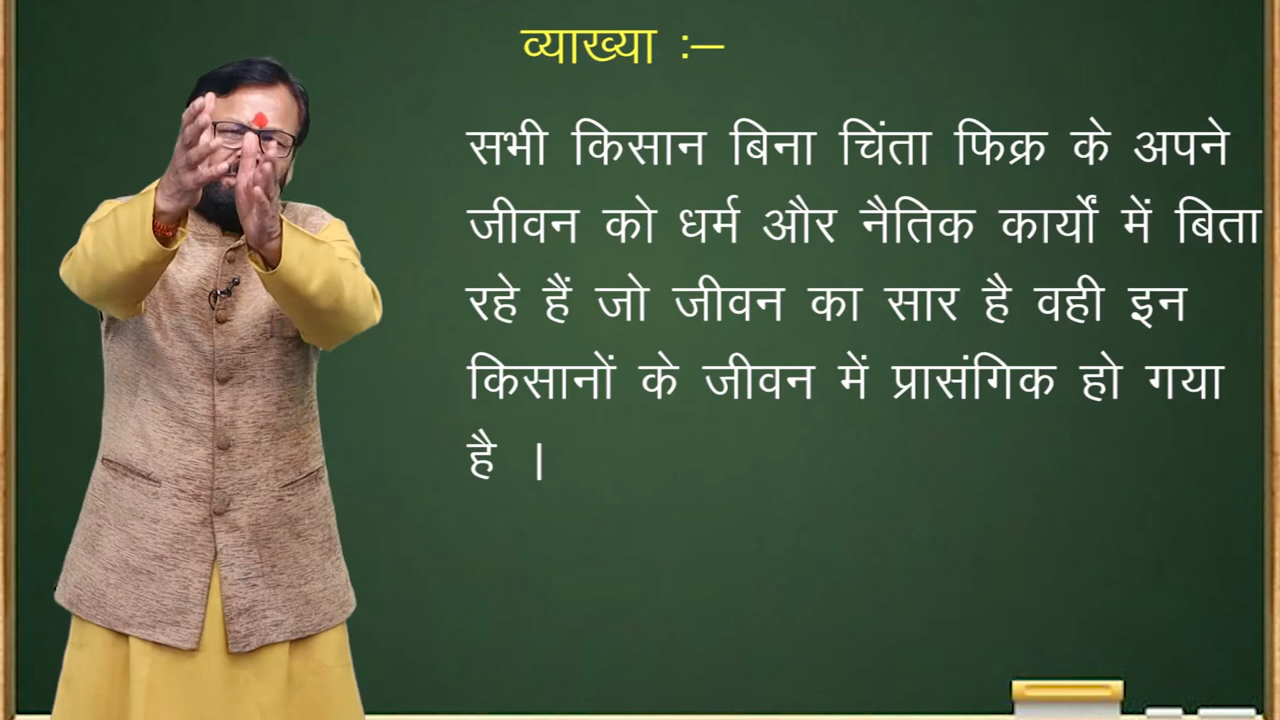 व्याख्या :–
सभी किसान बिना चिंता फिक्र के अपने
जीवन को धर्म और नैतिक कार्यों में बिता
रहे हैं जो जीवन का सार है वही इन
किसानों के जीवन में प्रासंगिक हो गया
है ।